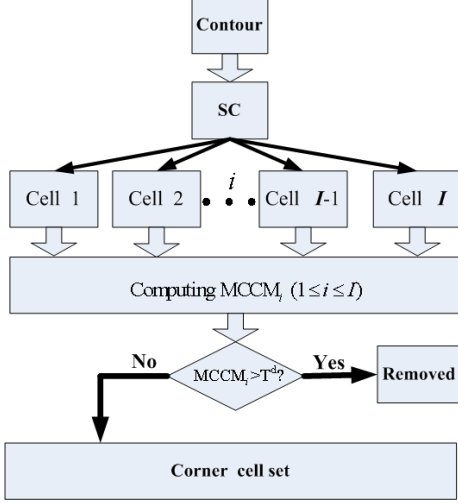 Contour
SC
i
Cell 1
Cell 2
• • •
Cell I-1
Cell I
Computing MCCMᵢ (1≤i≤I)
No
MCCMᵢ>Tᵈ?
Yes
Removed
Corner cell set